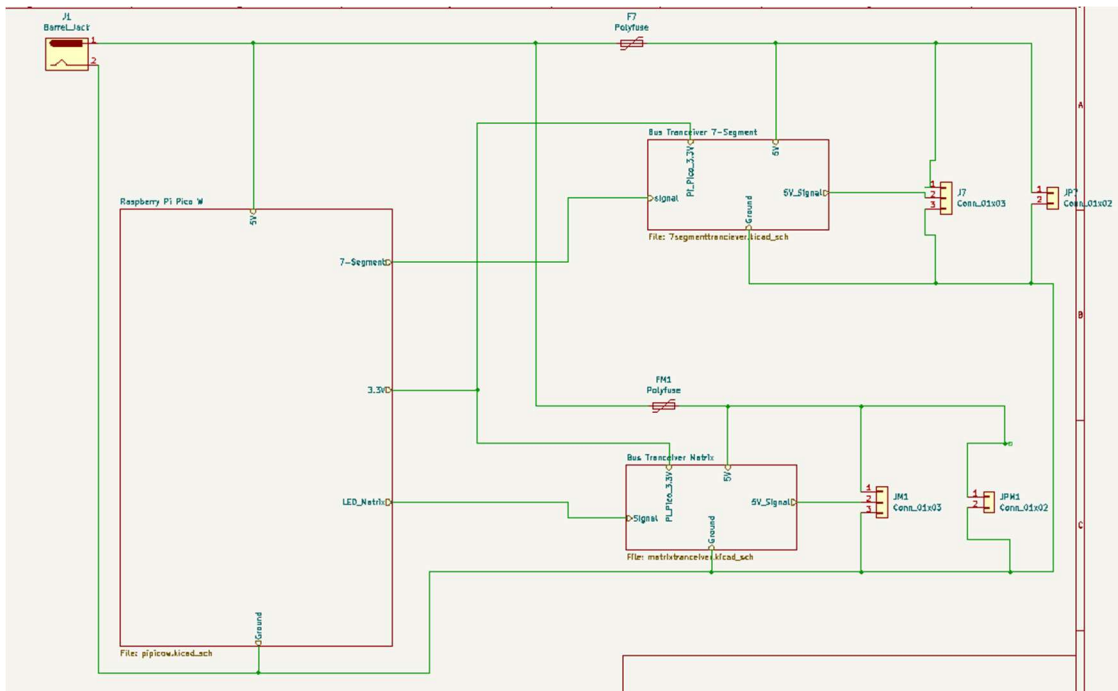 J1
Barrel_Jack
1
2
F7
Polyfuse
A
Bus Tranceiver 7-Segment
Pi_Pico_3.3V
5V
signal
5V_Signal
Ground
File: 7segmenttranciever.kicad_sch
1
2
3
J7
Conn_01x03
1
2
JP7
Conn_01x02
Raspberry Pi Pico W
5V
7-Segment
B
3.3V
FM1
Polyfuse
Bus Tranceiver Matrix
Pi_Pico_3.3V
5V
LED_Matrix
Signal
5V_Signal
Ground
File: matrixtranceiver.kicad_sch
1
2
3
JM1
Conn_01x03
1
2
JPM1
Conn_01x02
C
Ground
File: pipicow.kicad_sch